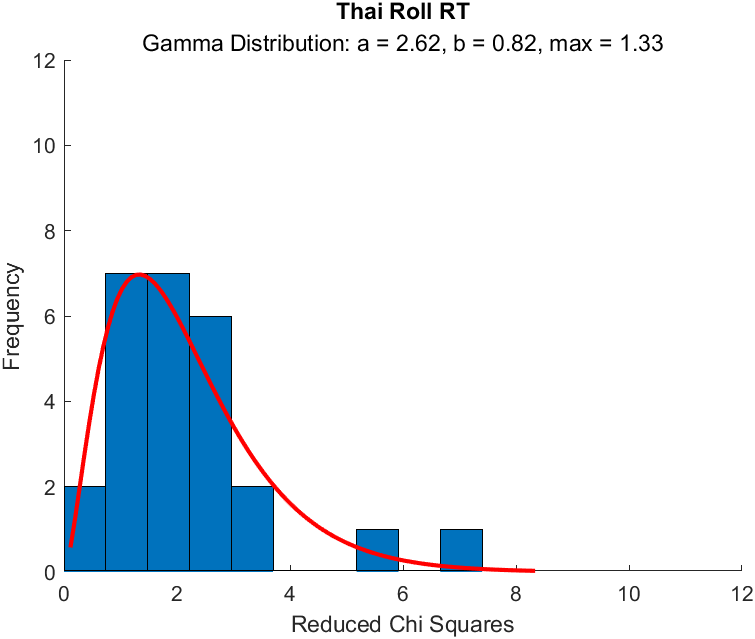 Thai Roll RT
Gamma Distribution: a = 2.62, b = 0.82, max = 1.33
12
10
8
6
4
2
0
Frequency
0 2 4 6 8 10 12
Reduced Chi Squares